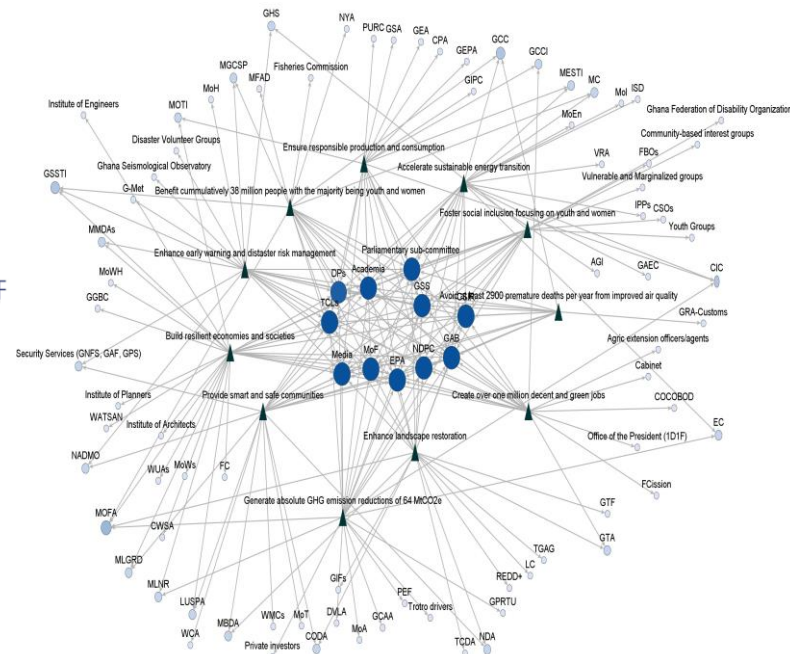 GHS
NYA
PURC
GSA
GEA
CPA
GEPA
GCC
GCCI
MGCSP
MoH
MFAD
Fisheries Commission
GIPC
MESTI
MC
MoI
ISD
Institute of Engineers
MOTI
MoEn
Ghana Federation of Disability Organization
Disaster Volunteer Groups
Ensure responsible production and consumption
Community-based interest groups
Ghana Seismological Observatory
Accelerate sustainable energy transition
VRA
FBOs
GSSTI
G-Met
Benefit cummulatively 38 million people with the majority being youth and women
Vulnerable and Marginalized groups
Foster social inclusion focusing on youth and women
IPPs
CSOs
Youth Groups
MMDAs
Enhance early warning and distaster risk management
Parliamentary sub-committee
DPs
Academia
AGI
GAEC
CIC
MoWH
GSS
GGBC
TCCs
GRA-Customs
Build resilient economies and societies
GAB
Agric extension officers/agents
Security Services (GNFS, GAF, GPS)
Media
MoF
EPA
NDPC
Cabinet
Institute of Planners
Provide smart and safe communities
Create over one million decent and green jobs
COCOBOD
WATSAN
Institute of Architects
Enhance landscape restoration
Office of the President (1D1F)
EC
NADMO
WUAs
MoWs
FC
FCission
MOFA
Generate absolute GHG emission reductions of 64 MtCO2e
GTF
CWSA
GTA
MLGRD
TGAG
LC
MLNR
GIFs
REDD+
LUSPA
PEF
GPRTU
MBDA
WMCs
MoT
DVLA
GCAA
Trotro drivers
WCA
Private investors
CODA
MoA
TCDA
NDA